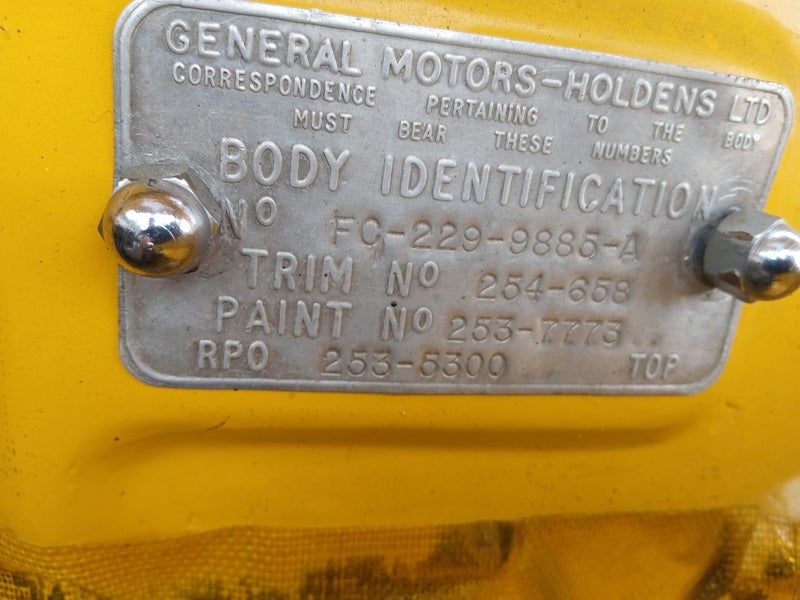 GENERAL MOTORS-HOLDENS LTD
CORRESPONDENCE PERTAINING TO THE BODY
MUST BEAR THESE NUMBERS
BODY IDENTIFICATION
Nº FC-229-9885-A
TRIM Nº 254-658
PAINT Nº 253-7773
RPO 253-5300 TOP